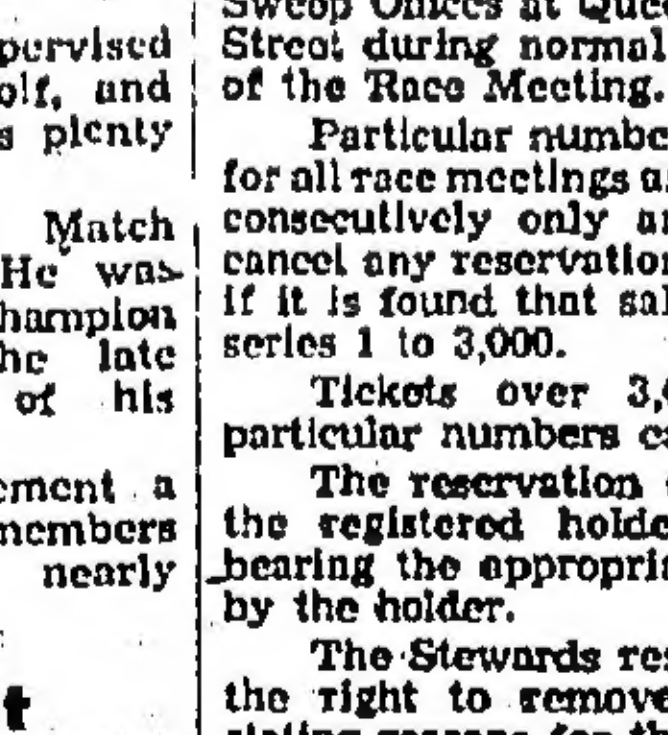 pervised
olf, and
s plenty
Match
He was
hampion
he late
of his
ement a
members
nearly
t
Sweep Offices at Que
Street during normal
of the Race Meeting.
Particular numbe
for all race meetings a
consecutively only a
cancel any reservation
if it is found that sal
series 1 to 3,000.
Tickets over 3,
particular numbers c
The reservation
the registered holde
bearing the appropri
by the holder.
The Stewards res
the right to remove